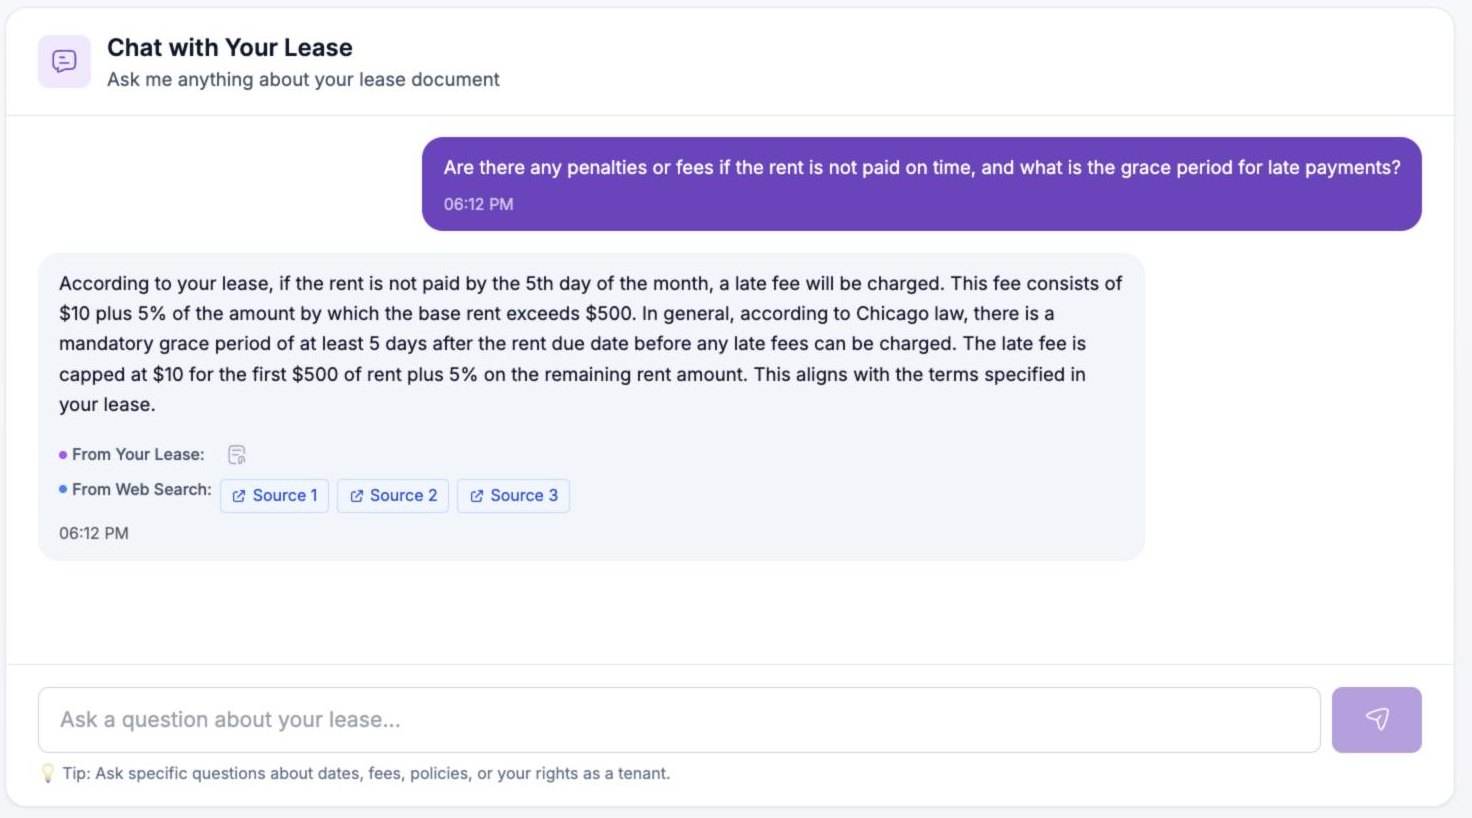 Chat with Your Lease
Ask me anything about your lease document
Are there any penalties or fees if the rent is not paid on time, and what is the grace period for late payments?
06:12 PM
According to your lease, if the rent is not paid by the 5th day of the month, a late fee will be charged. This fee consists of
$10 plus 5% of the amount by which the base rent exceeds $500. In general, according to Chicago law, there is a
mandatory grace period of at least 5 days after the rent due date before any late fees can be charged. The late fee is
capped at $10 for the first $500 of rent plus 5% on the remaining rent amount. This aligns with the terms specified in
your lease.
From Your Lease:
From Web Search: Source 1 Source 2 Source 3
06:12 PM
Ask a question about your lease...
Tip: Ask specific questions about dates, fees, policies, or your rights as a tenant.